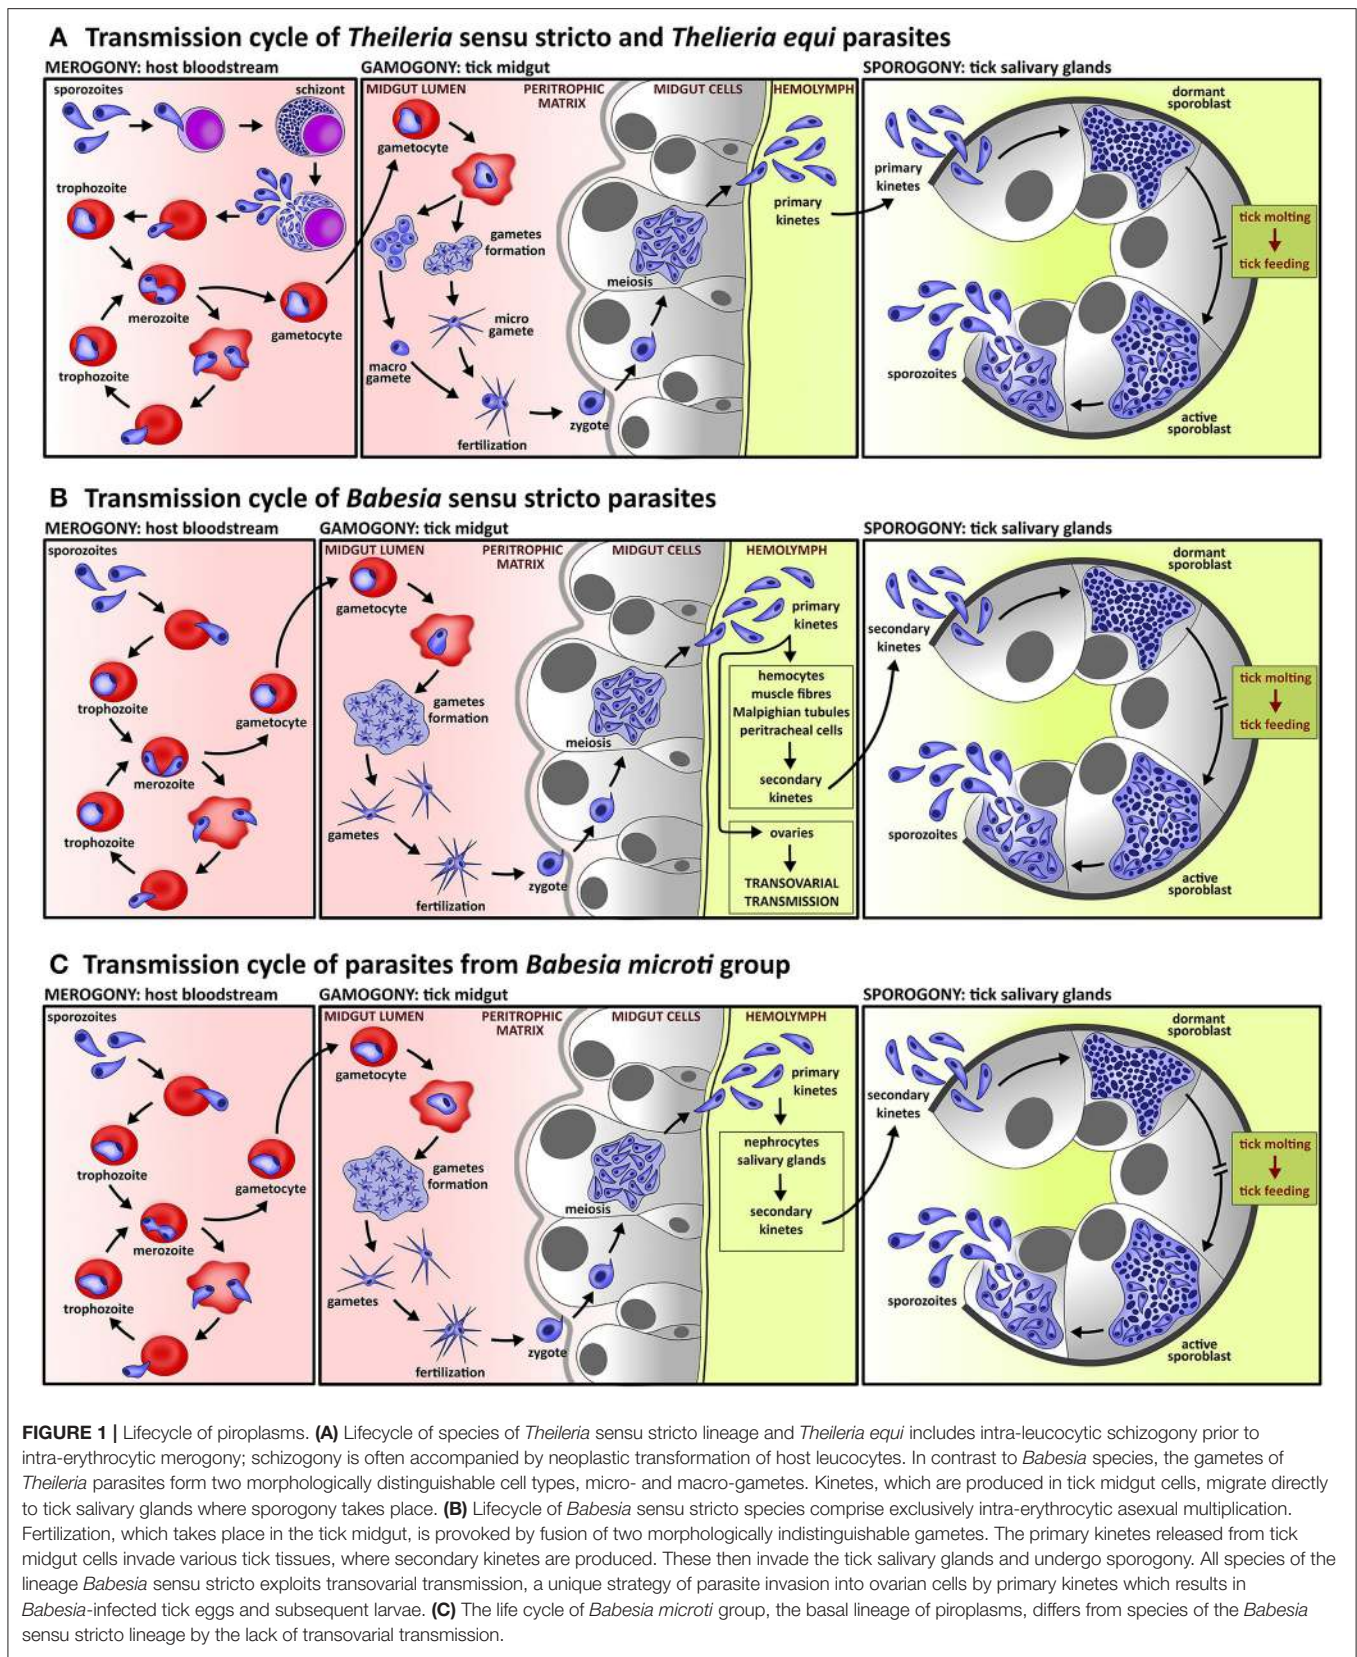 A Transmission cycle of Theileria sensu stricto and Thelieria equi parasites
MEROGONY: host bloodstream
sporozoites
schizont
trophozoite
merozoite
gametocyte
trophozoite
GAMOGONY: tick midgut
MIDGUT LUMEN
PERITROPHIC
MATRIX
MIDGUT CELLS
HEMOLYMPH
gametocyte
gametes
formation
micro
gamete
macro
gamete
fertilization
zygote
meiosis
primary
kinetes
SPOROGONY: tick salivary glands
primary
kinetes
dormant
sporoblast
tick molting
tick feeding
sporozoites
active
sporoblast
B Transmission cycle of Babesia sensu stricto parasites
MEROGONY: host bloodstream
sporozoites
trophozoite
gametocyte
merozoite
trophozoite
GAMOGONY: tick midgut
MIDGUT LUMEN
PERITROPHIC
MATRIX
MIDGUT CELLS
HEMOLYMPH
gametocyte
gametes
formation
gametes
fertilization
zygote
meiosis
primary
kinetes
hemocytes
muscle fibres
Malpighian tubules
peritracheal cells
secondary
kinetes
ovaries
TRANSOVARIAL
TRANSMISSION
SPOROGONY: tick salivary glands
secondary
kinetes
dormant
sporoblast
tick molting
tick feeding
sporozoites
active
sporoblast
C Transmission cycle of parasites from Babesia microti group
MEROGONY: host bloodstream
sporozoites
trophozoite
gametocyte
merozoite
trophozoite
GAMOGONY: tick midgut
MIDGUT LUMEN
PERITROPHIC
MATRIX
MIDGUT CELLS
HEMOLYMPH
gametocyte
gametes
formation
gametes
fertilization
zygote
meiosis
primary
kinetes
nephrocytes
salivary glands
secondary
kinetes
SPOROGONY: tick salivary glands
secondary
kinetes
dormant
sporoblast
tick molting
tick feeding
sporozoites
active
sporoblast
FIGURE 1 | Lifecycle of piroplasms. (A) Lifecycle of species of Theileria sensu stricto lineage and Theileria equi includes intra-leucocytic schizogony prior to
intra-erythrocytic merogony; schizogony is often accompanied by neoplastic transformation of host leucocytes. In contrast to Babesia species, the gametes of
Theileria parasites form two morphologically distinguishable cell types, micro- and macro-gametes. Kinetes, which are produced in tick midgut cells, migrate directly
to tick salivary glands where sporogony takes place. (B) Lifecycle of Babesia sensu stricto species comprise exclusively intra-erythrocytic asexual multiplication.
Fertilization, which takes place in the tick midgut, is provoked by fusion of two morphologically indistinguishable gametes. The primary kinetes released from tick
midgut cells invade various tick tissues, where secondary kinetes are produced. These then invade the tick salivary glands and undergo sporogony. All species of the
lineage Babesia sensu stricto exploits transovarial transmission, a unique strategy of parasite invasion into ovarian cells by primary kinetes which results in
Babesia-infected tick eggs and subsequent larvae. (C) The life cycle of Babesia microti group, the basal lineage of piroplasms, differs from species of the Babesia
sensu stricto lineage by the lack of transovarial transmission.